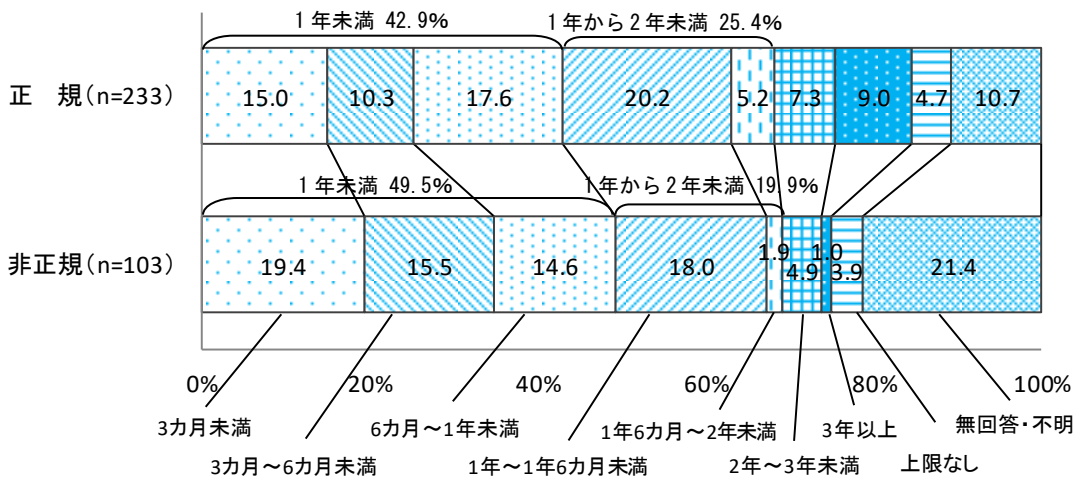 1年未満 42.9%
1年から2年未満 25.4%
正 規(n=233)
15.0
10.3
17.6
20.2
5.2
7.3
9.0
4.7
10.7
1年未満 49.5%
1年から2年未満 19.9%
非正規(n=103)
19.4
15.5
14.6
18.0
1.9
4.9
1.0
3.9
21.4
0%
20%
40%
60%
80%
100%
3カ月未満
3カ月～6カ月未満
6カ月～1年未満
1年～1年6カ月未満
1年6カ月～2年未満
2年～3年未満
3年以上
上限なし
無回答・不明